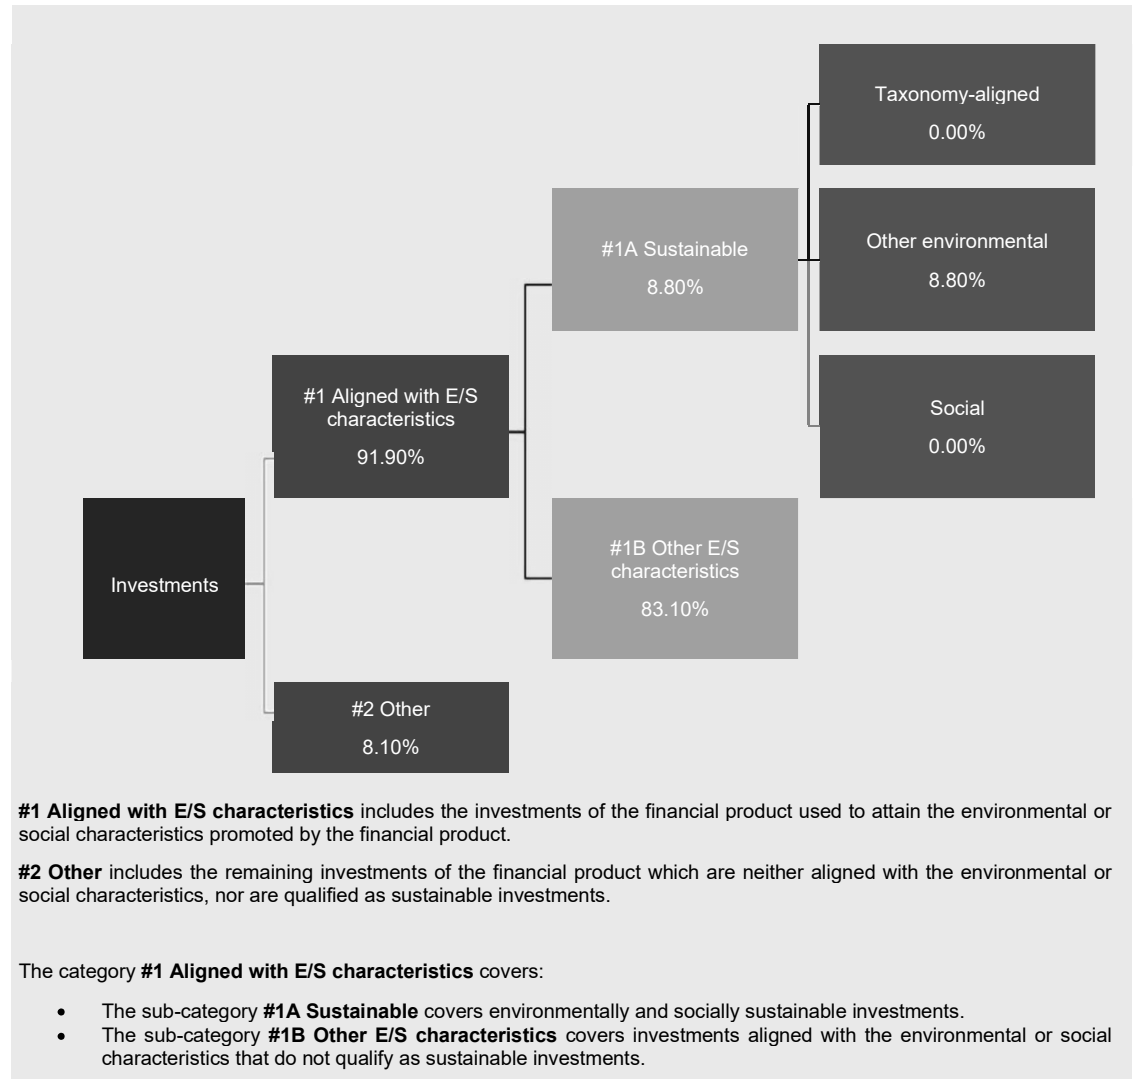 Taxonomy-aligned
0.00%
#1A Sustainable
8.80%
Other environmental
8.80%
#1 Aligned with E/S
characteristics
91.90%
Social
0.00%
Investments
#1B Other E/S
characteristics
83.10%
#2 Other
8.10%
#1 Aligned with E/S characteristics includes the investments of the financial product used to attain the environmental or
social characteristics promoted by the financial product.
#2 Other includes the remaining investments of the financial product which are neither aligned with the environmental or
social characteristics, nor are qualified as sustainable investments.
The category #1 Aligned with E/S characteristics covers:
• The sub-category #1A Sustainable covers environmentally and socially sustainable investments.
• The sub-category #1B Other E/S characteristics covers investments aligned with the environmental or social
characteristics that do not qualify as sustainable investments.